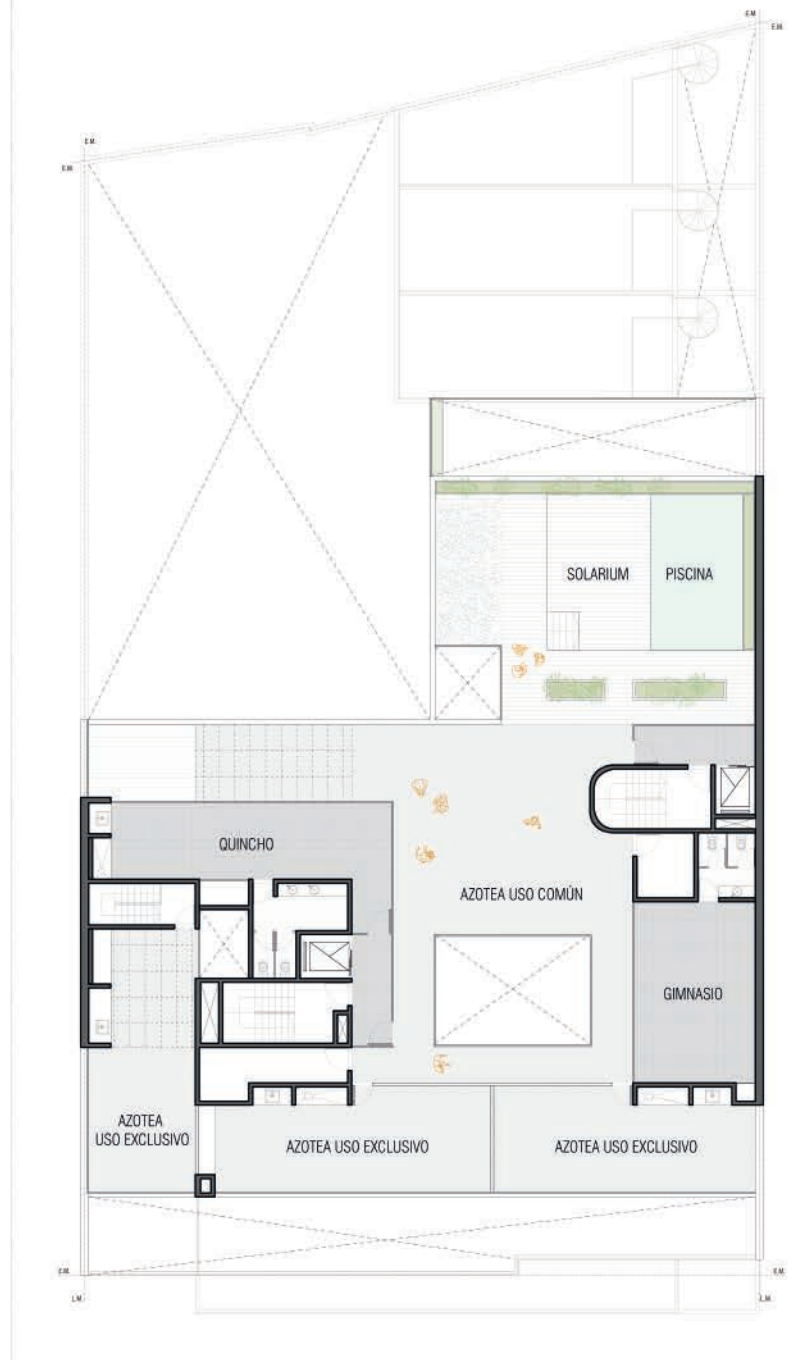 E.M.
E.M.
E.M.
E.M.
SOLARIUM
PISCINA
QUINCHO
AZOTEA USO COMÚN
GIMNASIO
AZOTEA
USO EXCLUSIVO
AZOTEA USO EXCLUSIVO
AZOTEA USO EXCLUSIVO
E.M.
E.M.
L.M.
L.M.